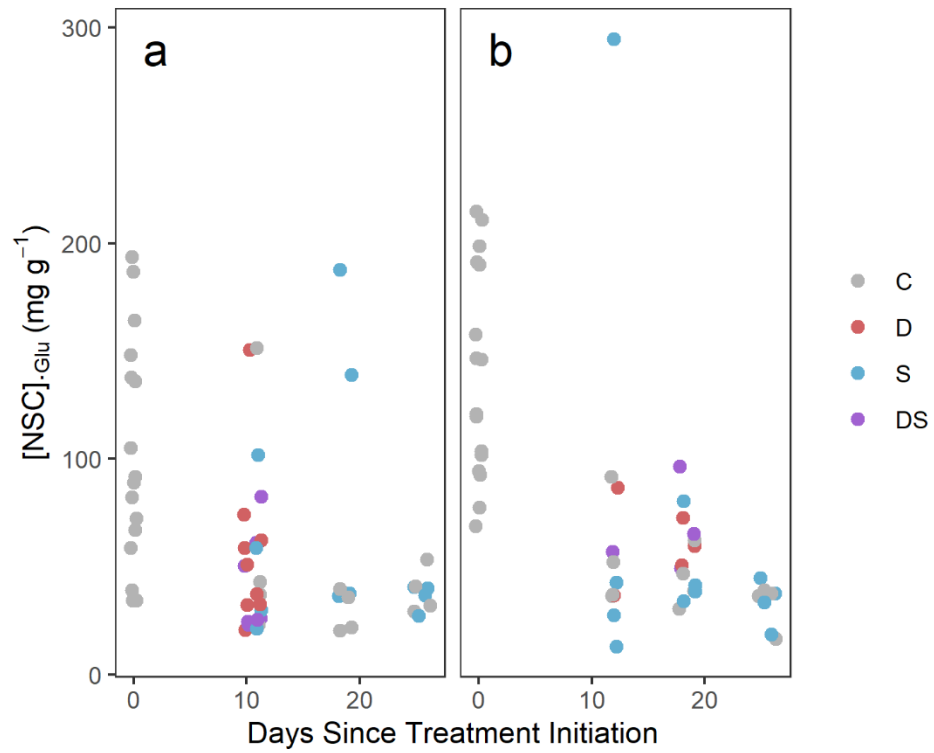 a
b
300
200
100
0
[NSC]-Glu (mg g⁻¹)
0 10 20
0 10 20
Days Since Treatment Initiation
C
D
S
DS